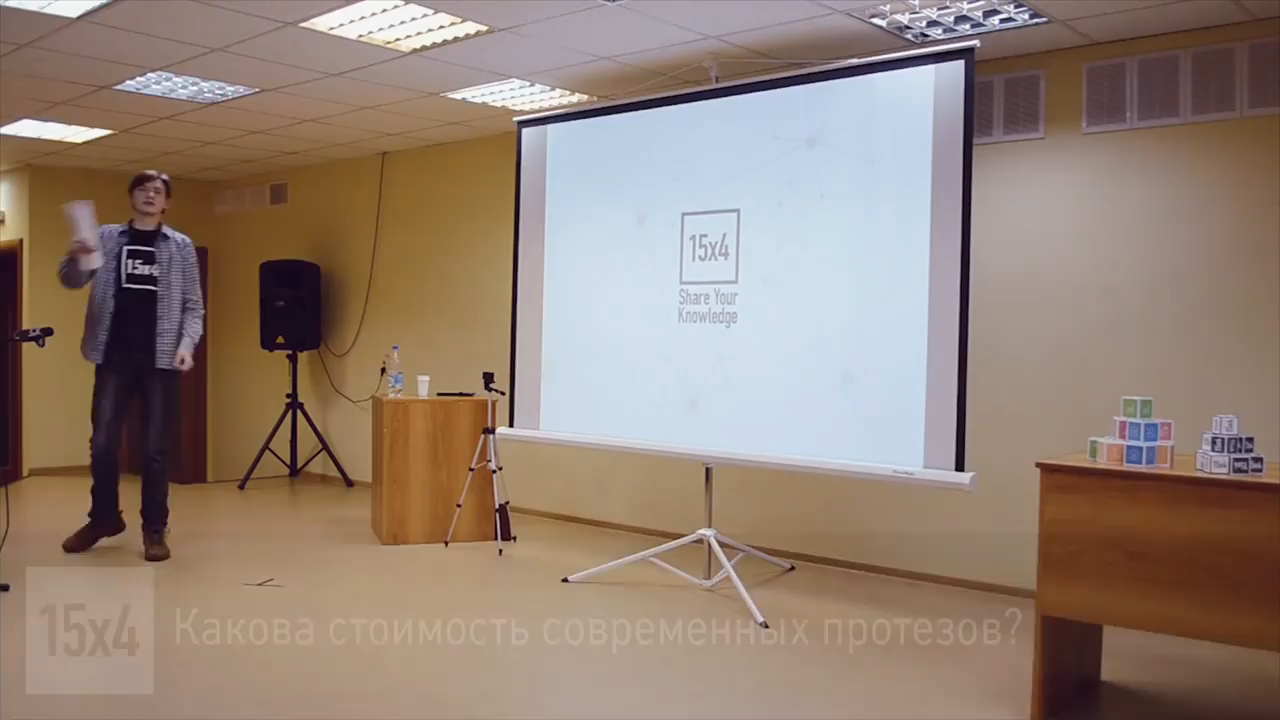 15x4
15x4
Share Your
Knowledge
15x4
Какова стоимость современных протезов?